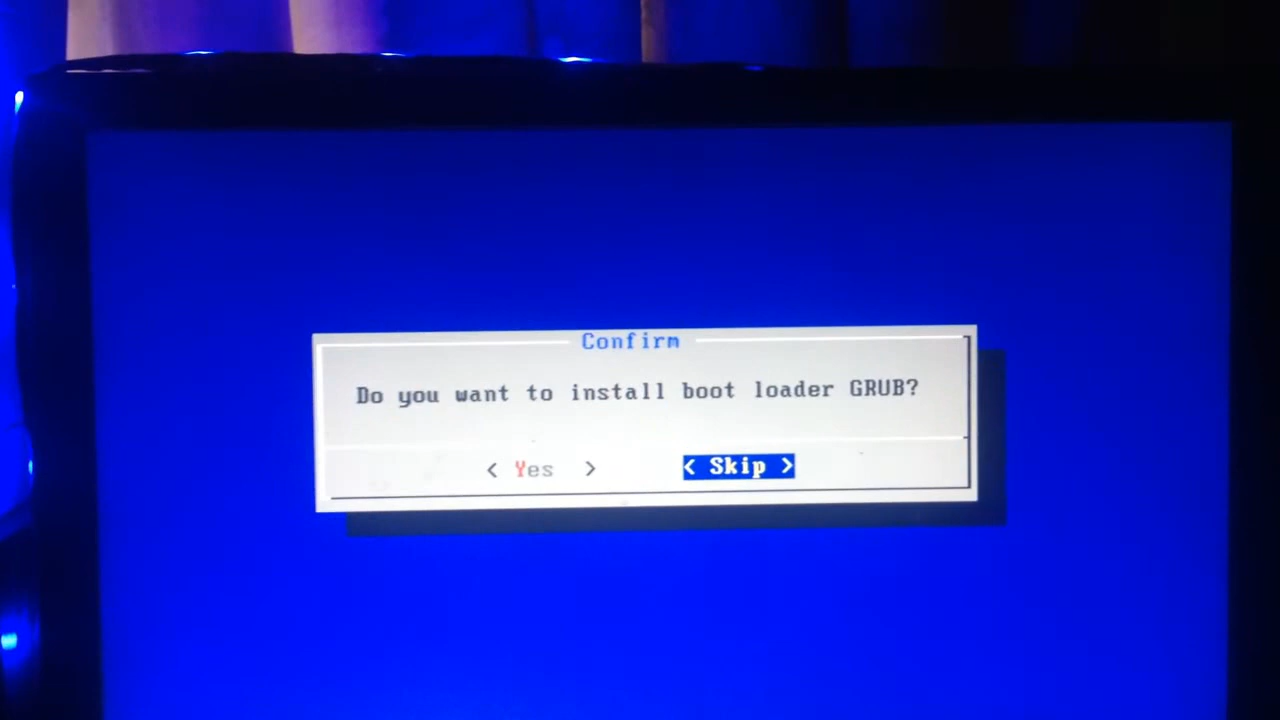 Confirm
Do you want to install boot loader GRUB?
< Yes > < Skip >